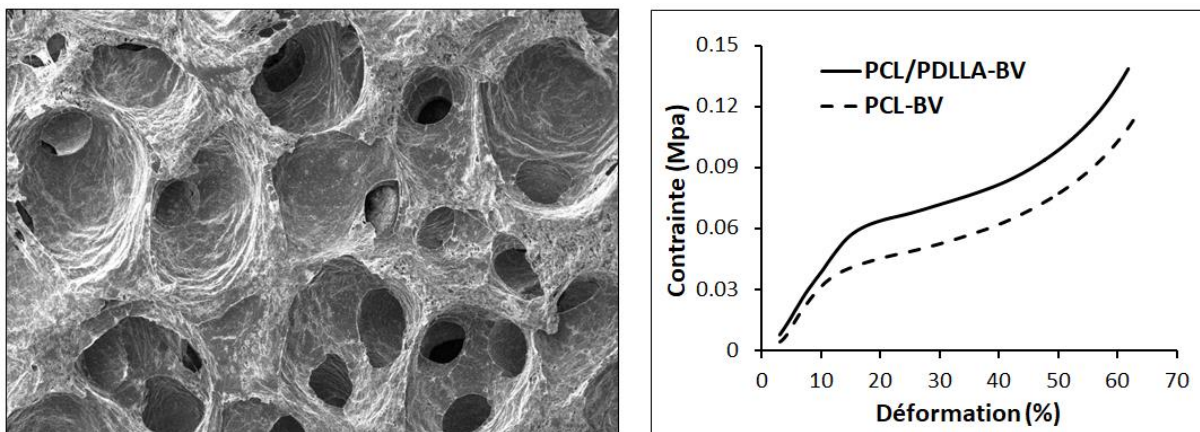 0.15
0.12
0.09
0.06
0.03
0
Contrainte (Mpa)
PCL/PDLLA-BV
PCL-BV
0 10 20 30 40 50 60 70
Déformation (%)